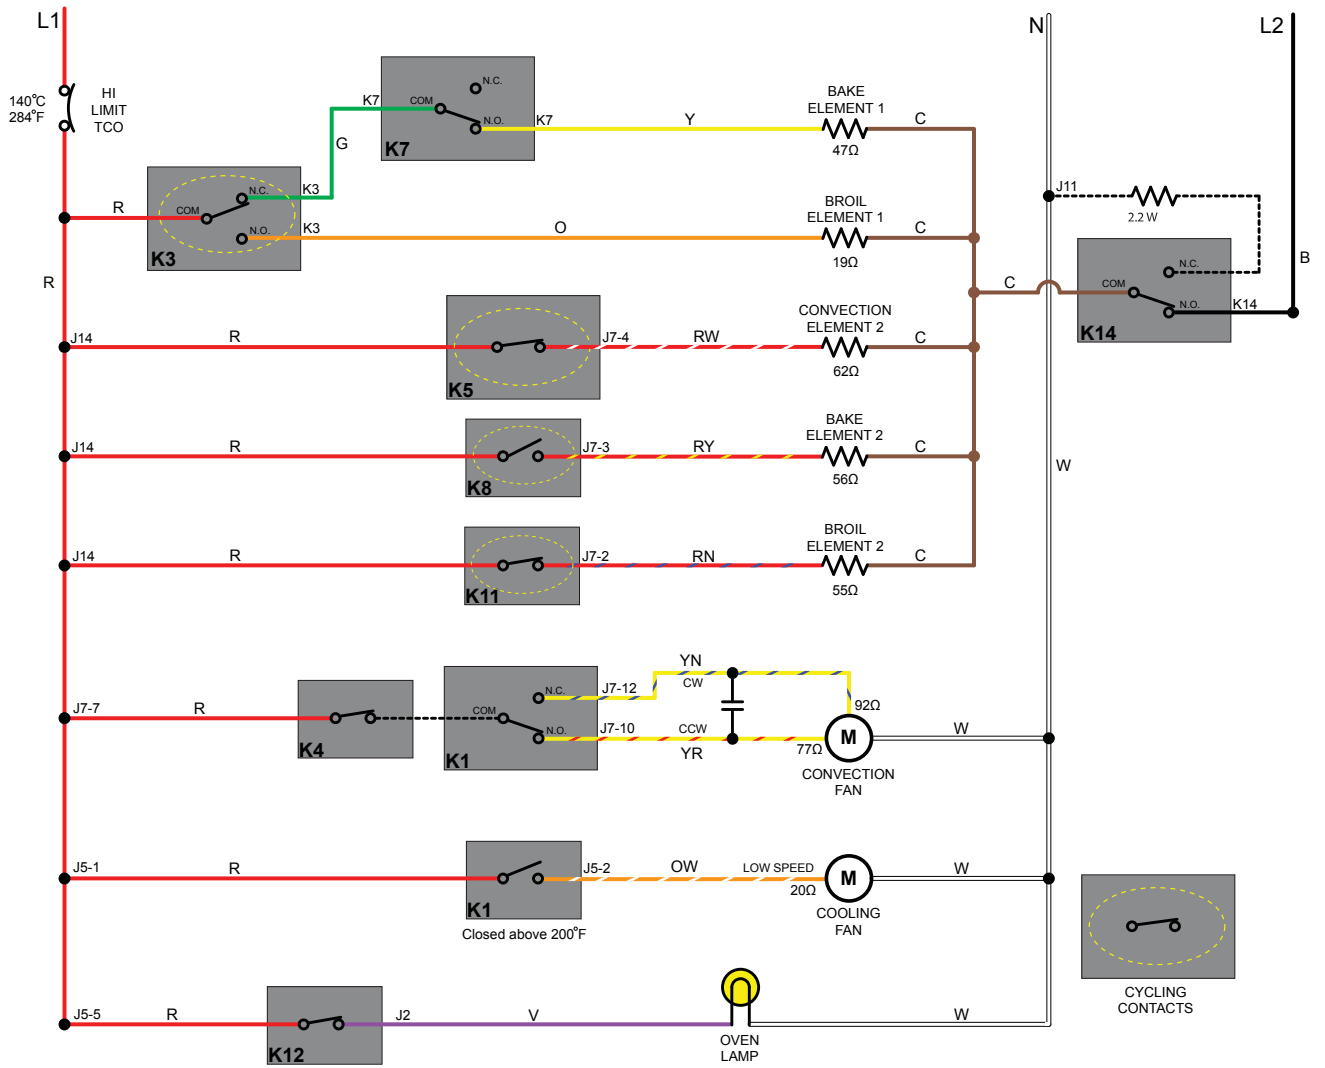 L1
N
L2
140°C
284°F
HI
LIMIT
TCO
N.C.
COM
N.O.
K7
K7
K7
G
Y
BAKE
ELEMENT 1
47Ω
C
R
COM
N.C.
N.O.
K3
K3
K3
O
BROIL
ELEMENT 1
19Ω
C
J11
2.2 W
B
R
C
COM
N.C.
N.O.
K14
K14
J14
R
K5
J7-4
RW
CONVECTION
ELEMENT 2
62Ω
C
J14
R
K8
J7-3
RY
BAKE
ELEMENT 2
56Ω
C
W
J14
R
K11
J7-2
RN
BROIL
ELEMENT 2
55Ω
C
J7-7
R
K4
COM
N.C.
N.O.
K1
J7-12
J7-10
YN
CW
CCW
YR
92Ω
77Ω
M
CONVECTION
FAN
W
J5-1
R
K1
Closed above 200°F
J5-2
OW
LOW SPEED
20Ω
M
COOLING
FAN
W
CYCLING
CONTACTS
J5-5
R
K12
J2
V
OVEN
LAMP
W